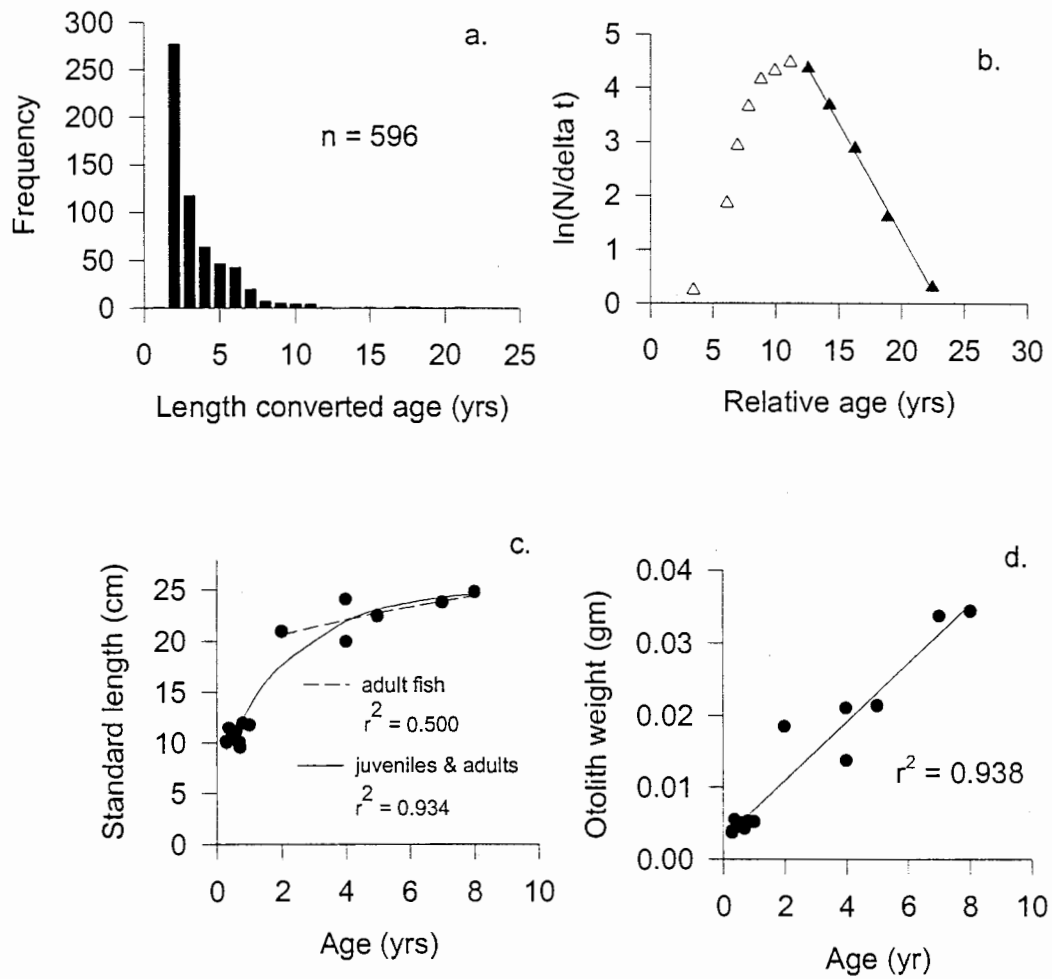 a.
300
250
200
150
100
50
0
Frequency
n = 596
0 5 10 15 20 25
Length converted age (yrs)
b.
5
4
3
2
1
0
ln(N/delta t)
0 5 10 15 20 25 30
Relative age (yrs)
c.
25
20
15
10
5
0
Standard length (cm)
adult fish
r² = 0.500
juveniles & adults
r² = 0.934
0 2 4 6 8 10
Age (yrs)
d.
0.04
0.03
0.02
0.01
0.00
Otolith weight (gm)
r² = 0.938
0 2 4 6 8 10
Age (yr)